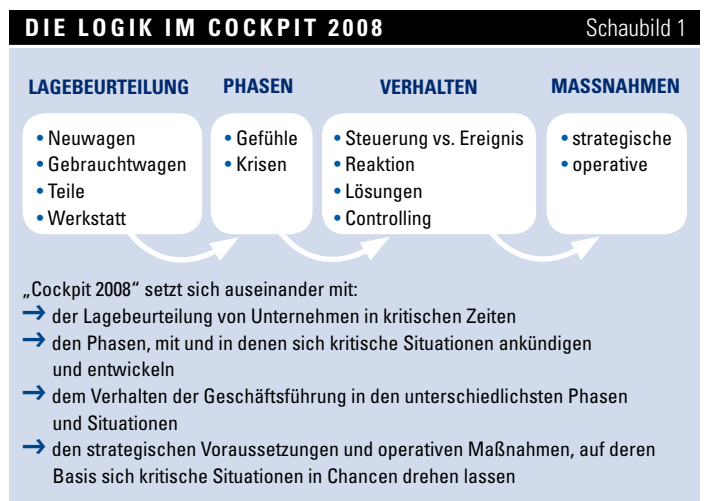 DIE LOGIK IM COCKPIT 2008 Schaubild 1
LAGEBEURTEILUNG PHASEN VERHALTEN MASSNAHMEN
• Neuwagen
• Gebrauchtwagen
• Teile
• Werkstatt
• Gefühle
• Krisen
• Steuerung vs. Ereignis
• Reaktion
• Lösungen
• Controlling
• strategische
• operative
„Cockpit 2008“ setzt sich auseinander mit:
→ der Lagebeurteilung von Unternehmen in kritischen Zeiten
→ den Phasen, mit und in denen sich kritische Situationen ankündigen
und entwickeln
→ dem Verhalten der Geschäftsführung in den unterschiedlichsten Phasen
und Situationen
→ den strategischen Voraussetzungen und operativen Maßnahmen, auf deren
Basis sich kritische Situationen in Chancen drehen lassen